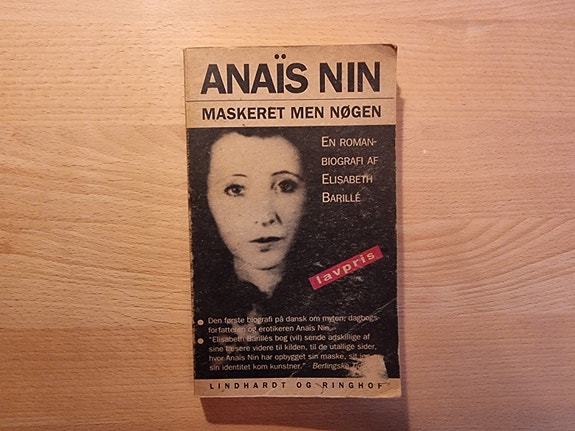 ANAÏS NIN
MASKERET MEN NØGEN
EN ROMAN-
BIOGRAFI AF
ELISABETH
BARILLÉ
lavpris
• Den første biografi på dansk om myten, dagbogs-
forfatteren og erotikeren Anaïs Nin.
• "Elisabeth Barillés bog (vil) sende adskillige af
sine læsere videre til kilden, til de utallige sider,
hvor Anaïs Nin har opbygget sin maske, sit
sin identitet kom kunstner." - Berlingske
LINDHARDT OG RINGHOF